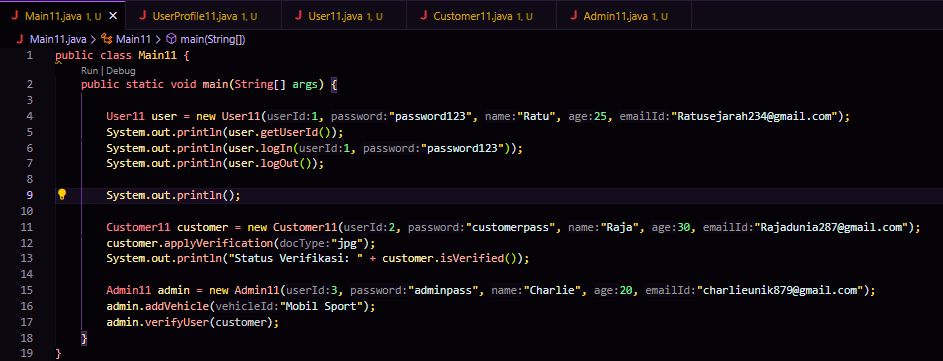 Main11.java 1, U × UserProfile11.java 1, U User11.java 1, U Customer11.java 1, U Admin11.java 1, U
Main11.java > Main11 > main(String[])
1 public class Main11 {
Run | Debug
2 public static void main(String[] args) {
3
4 User11 user = new User11(userId:1, password:"password123", name:"Ratu", age:25, emailId:"Ratusejarah234@gmail.com");
5 System.out.println(user.getUserId());
6 System.out.println(user.logIn(userId:1, password:"password123"));
7 System.out.println(user.logOut());
8
9 System.out.println();
10
11 Customer11 customer = new Customer11(userId:2, password:"customerpass", name:"Raja", age:30, emailId:"Rajadunia287@gmail.com");
12 customer.applyVerification(docType:"jpg");
13 System.out.println("Status Verifikasi: " + customer.isVerified());
14
15 Admin11 admin = new Admin11(userId:3, password:"adminpass", name:"Charlie", age:20, emailId:"charlieunik879@gmail.com");
16 admin.addVehicle(vehicleId:"Mobil Sport");
17 admin.verifyUser(customer);
18 }
19 }